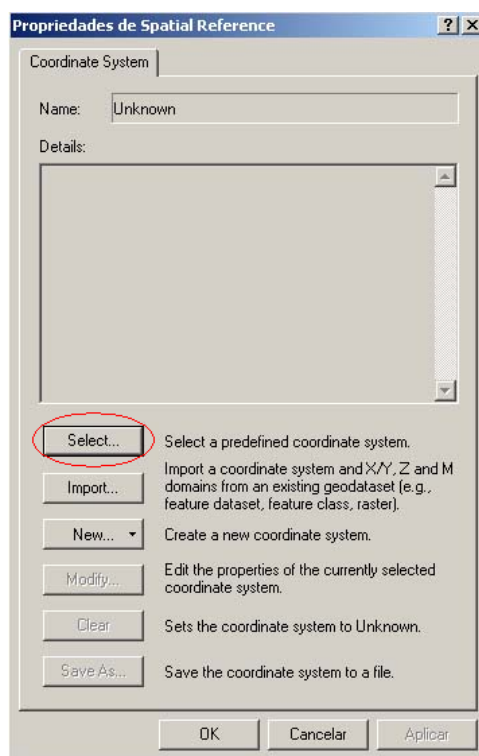 Propriedades de Spatial Reference
Coordinate System
Name: Unknown
Details:
Select... Select a predefined coordinate system.
Import... Import a coordinate system and X/Y, Z and M
domains from an existing geodataset (e.g.,
feature dataset, feature class, raster).
New... Create a new coordinate system.
Modify... Edit the properties of the currently selected
coordinate system.
Clear Sets the coordinate system to Unknown.
Save As... Save the coordinate system to a file.
OK Cancelar Aplicar